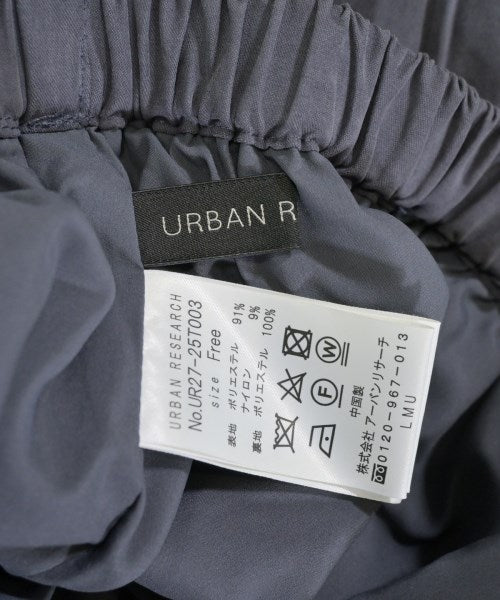 URBAN R
URBAN RESEARCH
No.UR27-25T003
size Free
表地 ポリエステル 91%
ナイロン 9%
裏地 ポリエステル 100%
中国製
株式会社 アーバンリサーチ
0120-967-013
LMU